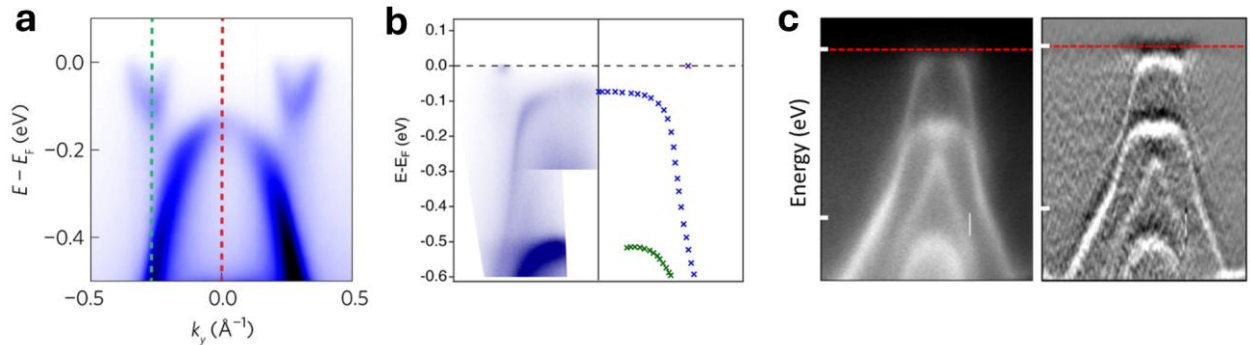 a
E − E_F (eV)
0.0
−0.2
−0.4
−0.5
0.0
0.5
k_y (Å⁻¹)
b
E-E_F (eV)
0.1
0.0
-0.1
-0.2
-0.3
-0.4
-0.5
-0.6
c
Energy (eV)